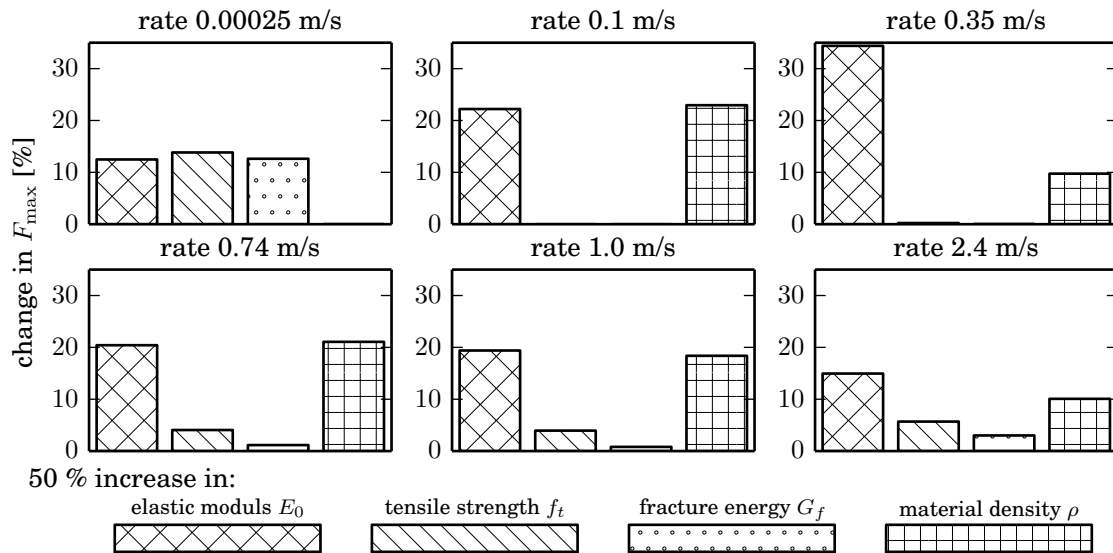 rate 0.00025 m/s
rate 0.1 m/s
rate 0.35 m/s
30
20
10
0
30
20
10
0
30
20
10
0
change in F_max [%]
rate 0.74 m/s
rate 1.0 m/s
rate 2.4 m/s
30
20
10
0
30
20
10
0
30
20
10
0
50 % increase in:
elastic moduls E_0
tensile strength f_t
fracture energy G_f
material density ρ